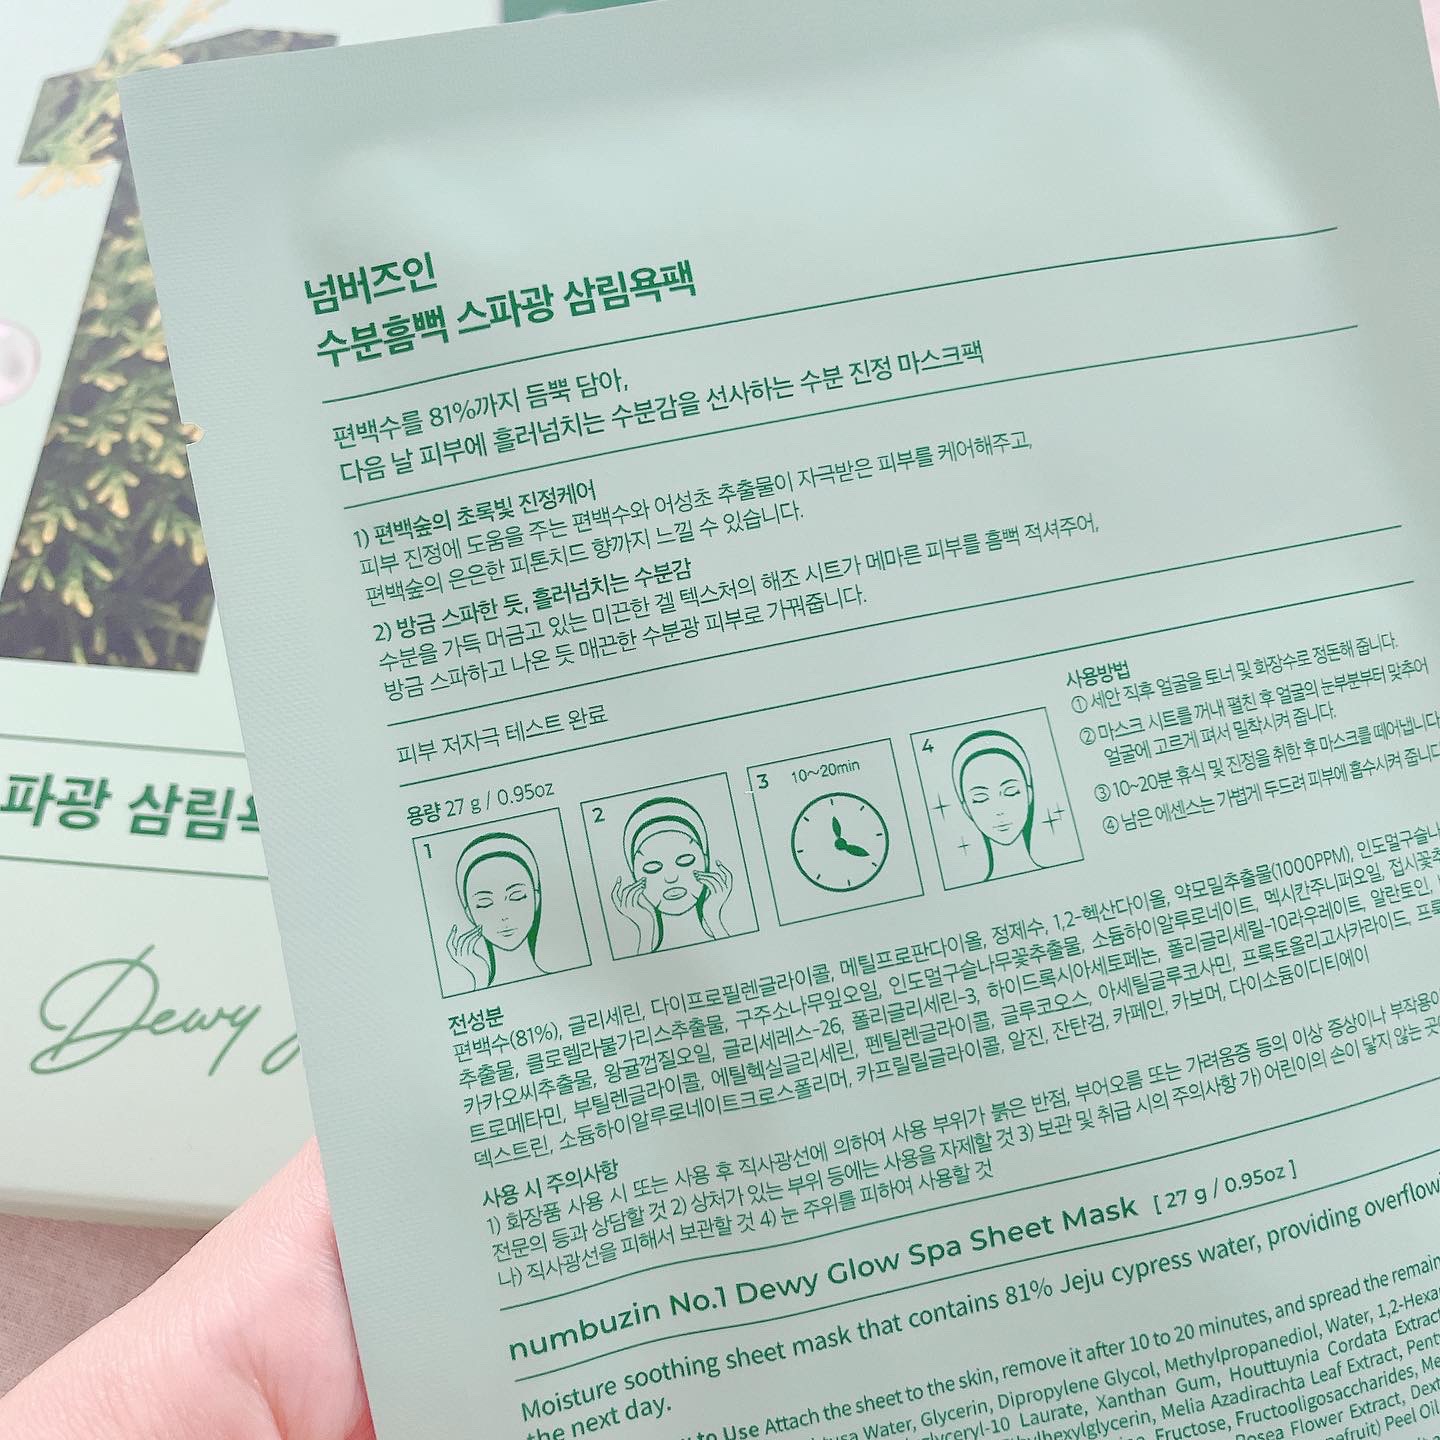 넘버즈인
수분흠뻑 스파광 삼림욕팩
편백수를 81%까지 듬뿍 담아,
다음 날 피부에 흘러넘치는 수분감을 선사하는 수분 진정 마스크팩
1) 편백숲의 초록빛 진정케어
피부 진정에 도움을 주는 편백수와 어성초 추출물이 자극받은 피부를 케어해주고,
편백숲의 은은한 피톤치드 향까지 느낄 수 있습니다.
2) 방금 스파한 듯, 흘러넘치는 수분감
수분을 가득 머금고 있는 미끈한 겔 텍스처의 해조 시트가 메마른 피부를 흠뻑 적셔주어,
방금 스파하고 나온 듯 매끈한 수분광 피부로 가꿔줍니다.
피부 저자극 테스트 완료
용량 27 g / 0.95oz
1
2
3 10~20min
4
사용방법
① 세안 직후 얼굴을 토너 및 화장수로 정돈해 줍니다.
② 마스크 시트를 꺼내 펼친 후 얼굴의 눈부분부터 맞추어
얼굴에 고르게 펴서 밀착시켜 줍니다.
③ 10~20분 휴식 및 진정을 취한 후 마스크를 떼어냅니다
④ 남은 에센스는 가볍게 두드려 피부에 흡수시켜 줍니다
전성분
편백수(81%), 글리세린, 다이프로필렌글라이콜, 메틸프로판다이올, 정제수, 1,2-헥산다이올, 약모밀추출물(1000PPM), 인도멀구슬나
추출물, 클로렐라불가리스추출물, 구주소나무잎오일, 인도멀구슬나무꽃추출물, 소듐하이알루로네이트, 멕시칸주니퍼오일, 접시꽃추
카카오씨추출물, 왕귤껍질오일, 글리세레스-26, 폴리글리세린-3, 하이드록시아세토페논, 폴리글리세릴-10라우레이트, 알란토인,
트로메타민, 부틸렌글라이콜, 에틸헥실글리세린, 펜틸렌글라이콜, 글루코오스, 아세틸글루코사민, 프룩토올리고사카라이드,
덱스트린, 소듐하이알루로네이트크로스폴리머, 카프릴릴글라이콜, 알진, 잔탄검, 카페인, 카보머, 다이소듐이디티에이
사용 시 주의사항
1) 화장품 사용 시 또는 사용 후 직사광선에 의하여 사용 부위가 붉은 반점, 부어오름 또는 가려움증 등의 이상 증상이나 부작용이
전문의 등과 상담할 것 2) 상처가 있는 부위 등에는 사용을 자제할 것 3) 보관 및 취급 시의 주의사항 가) 어린이의 손이 닿지 않는 곳에
나) 직사광선을 피해서 보관할 것 4) 눈 주위를 피하여 사용할 것
numbuzin No.1 Dewy Glow Spa Sheet Mask [ 27 g / 0.95oz ]
Moisture soothing sheet mask that contains 81% Jeju cypress water, providing overflowi
the next day.
to Use Attach the sheet to the skin, remove it after 10 to 20 minutes, and spread the remain
Water, Glycerin, Dipropylene Glycol, Methylpropanediol, Water, 1,2-Hexan
glyceryl-10 Laurate, Xanthan Gum, Houttuynia Cordata Extract
thylhexylglycerin, Melia Azadirachta Leaf Extract, Pent
Fructose, Fructooligosaccharides, Me
Rosea Flower Extract, Dext
Peel Oil
파광 삼림욕
Dewy